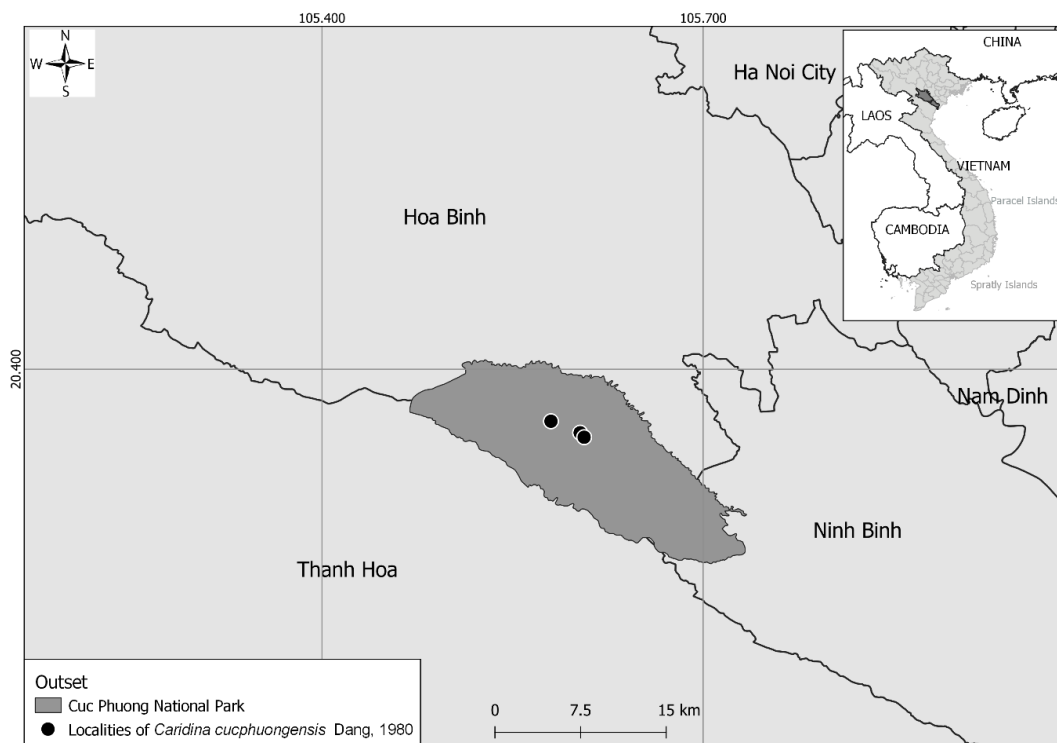 105.400
105.700
N
W
E
S
Ha Noi City
CHINA
LAOS
VIETNAM
Paracel Islands
CAMBODIA
Spratly Islands
Hoa Binh
20.400
Nam Dinh
Ninh Binh
Thanh Hoa
Outset
Cuc Phuong National Park
Localities of Caridina cucphuongensis Dang, 1980
0 7.5 15 km